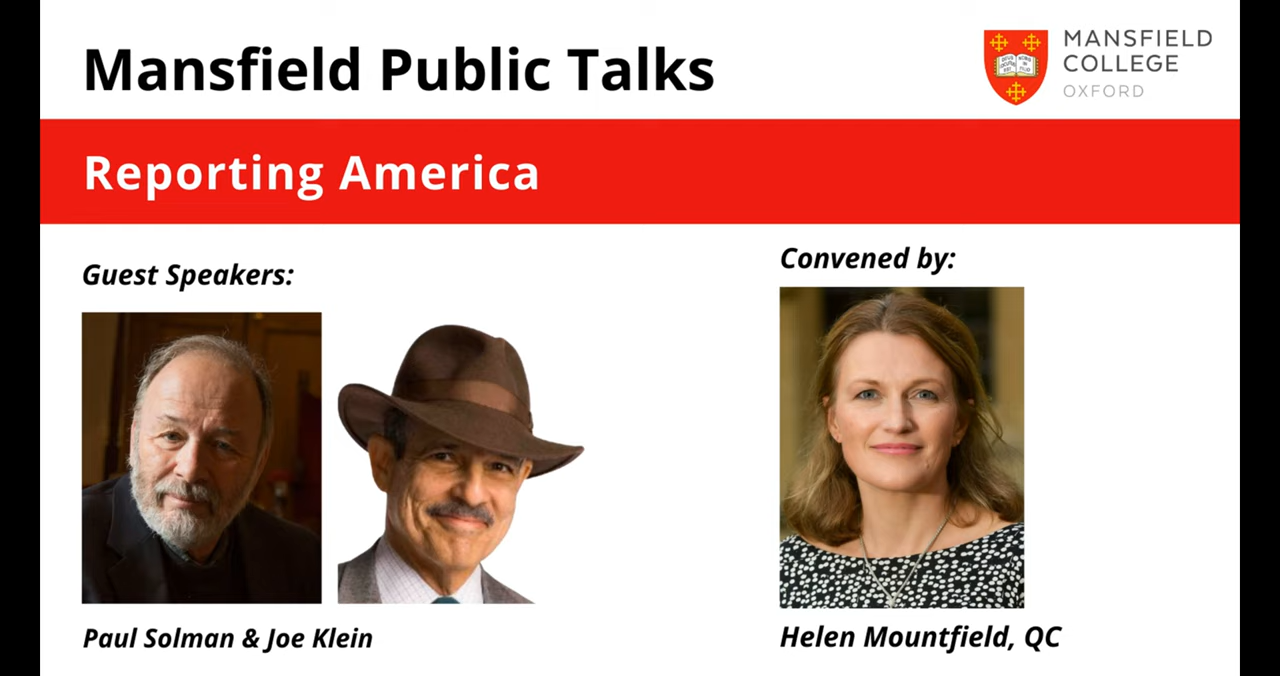 Mansfield Public Talks
MANSFIELD
COLLEGE
OXFORD
Reporting America
Guest Speakers:
Convened by:
Paul Solman & Joe Klein
Helen Mountfield, QC